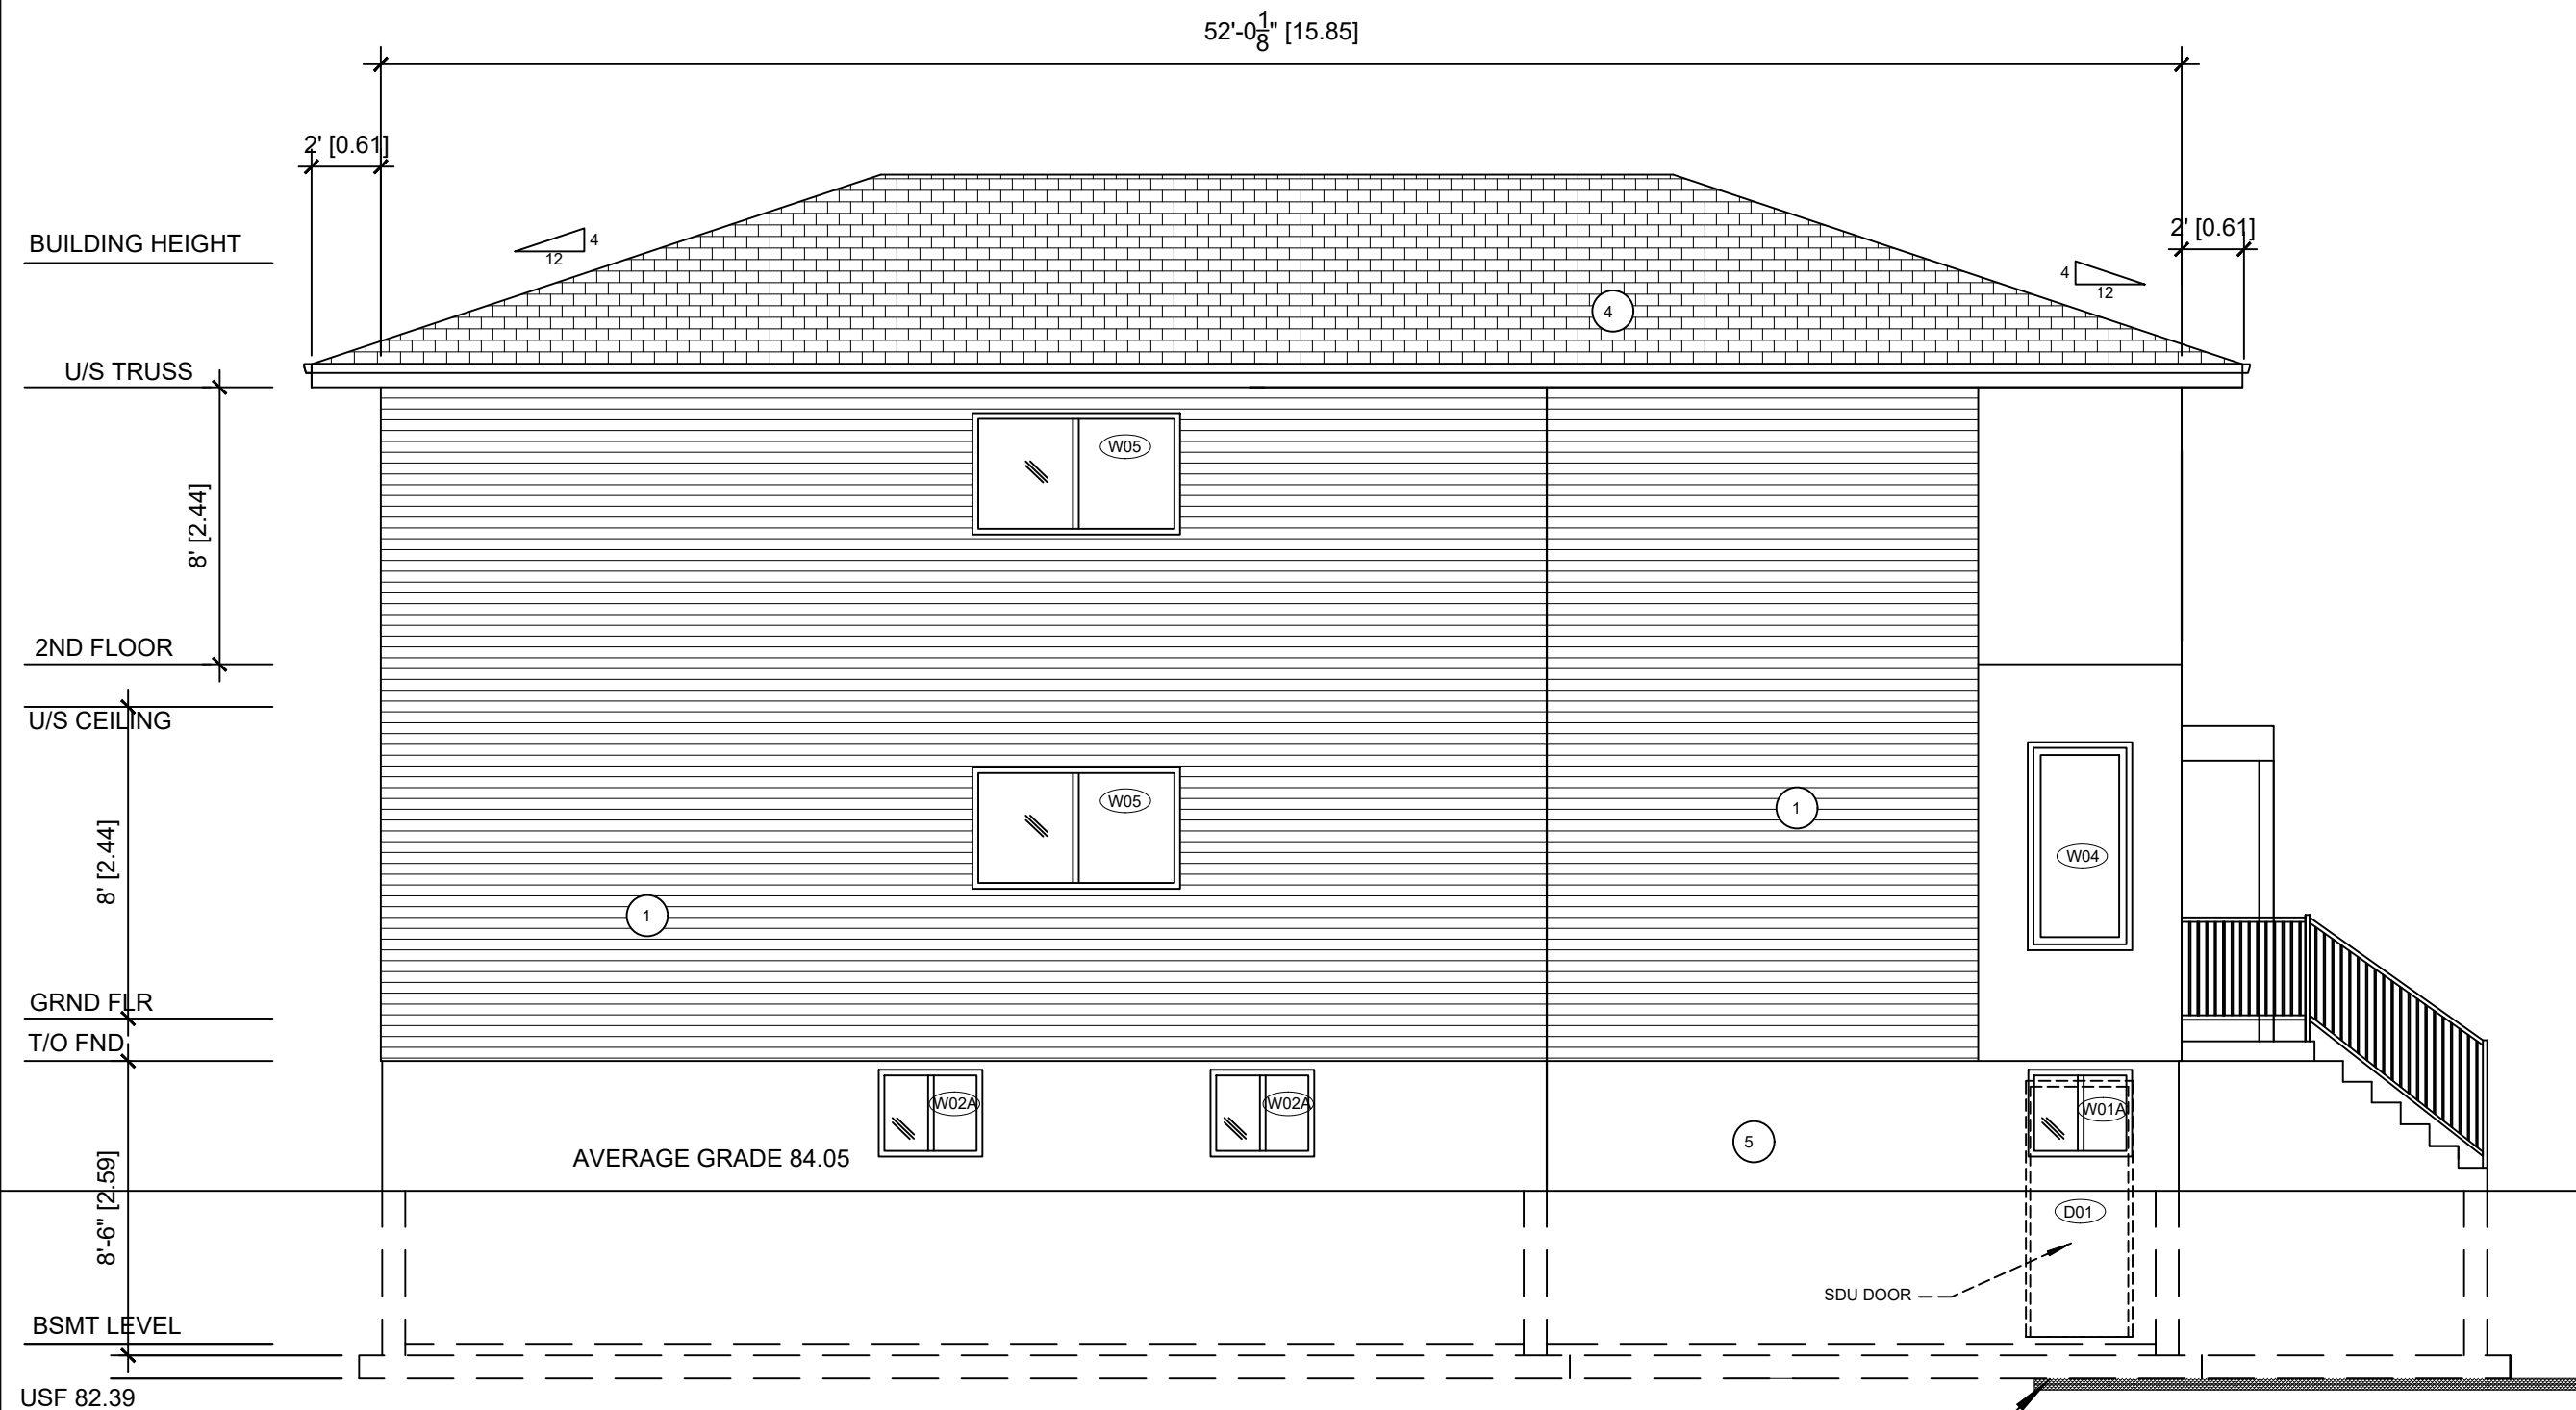 52'-0 1/8" [15.85]
2' [0.61]
2' [0.61]
BUILDING HEIGHT
4
12
4
12
4
U/S TRUSS
W05
8' [2.44]
2ND FLOOR
U/S CEILING
W05
1
W04
8' [2.44]
1
GRND FLR
T/O FND
W02A
W02A
W01A
5
AVERAGE GRADE 84.05
8'-6" [2.59]
D01
SDU DOOR
BSMT LEVEL
USF 82.39